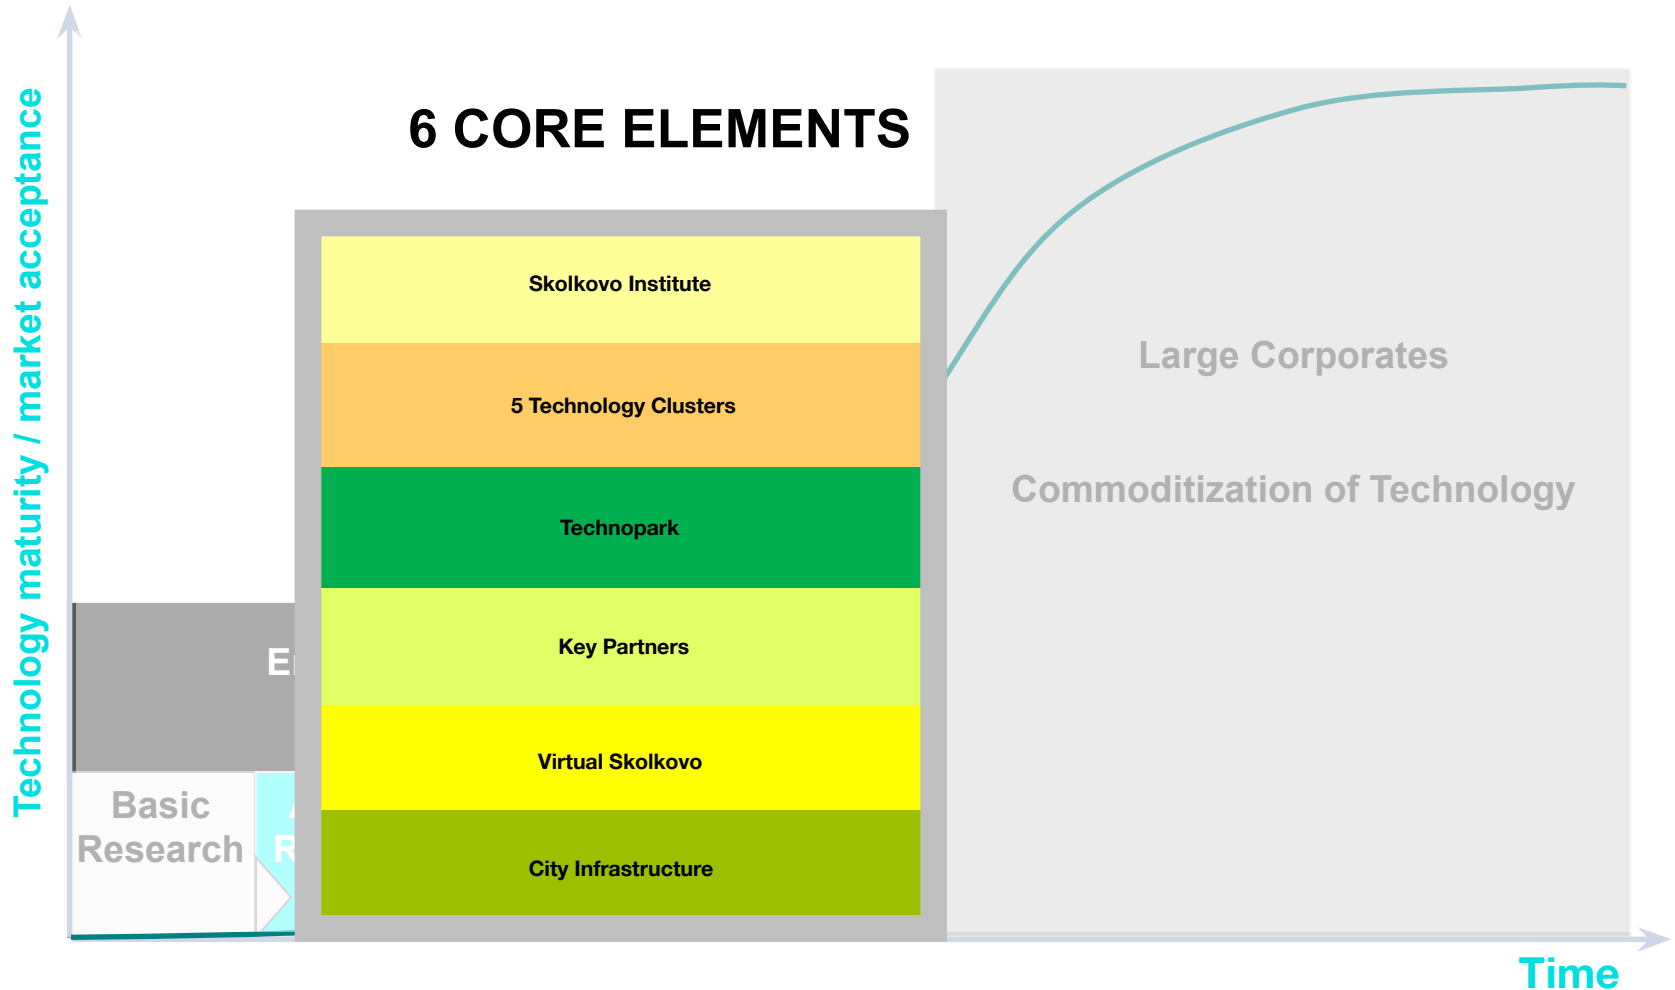 6 CORE ELEMENTS
Technology maturity / market acceptance
Skolkovo Institute
5 Technology Clusters
Technopark
Key Partners
Virtual Skolkovo
City Infrastructure
Large Corporates
Commoditization of Technology
Basic
Research
Time